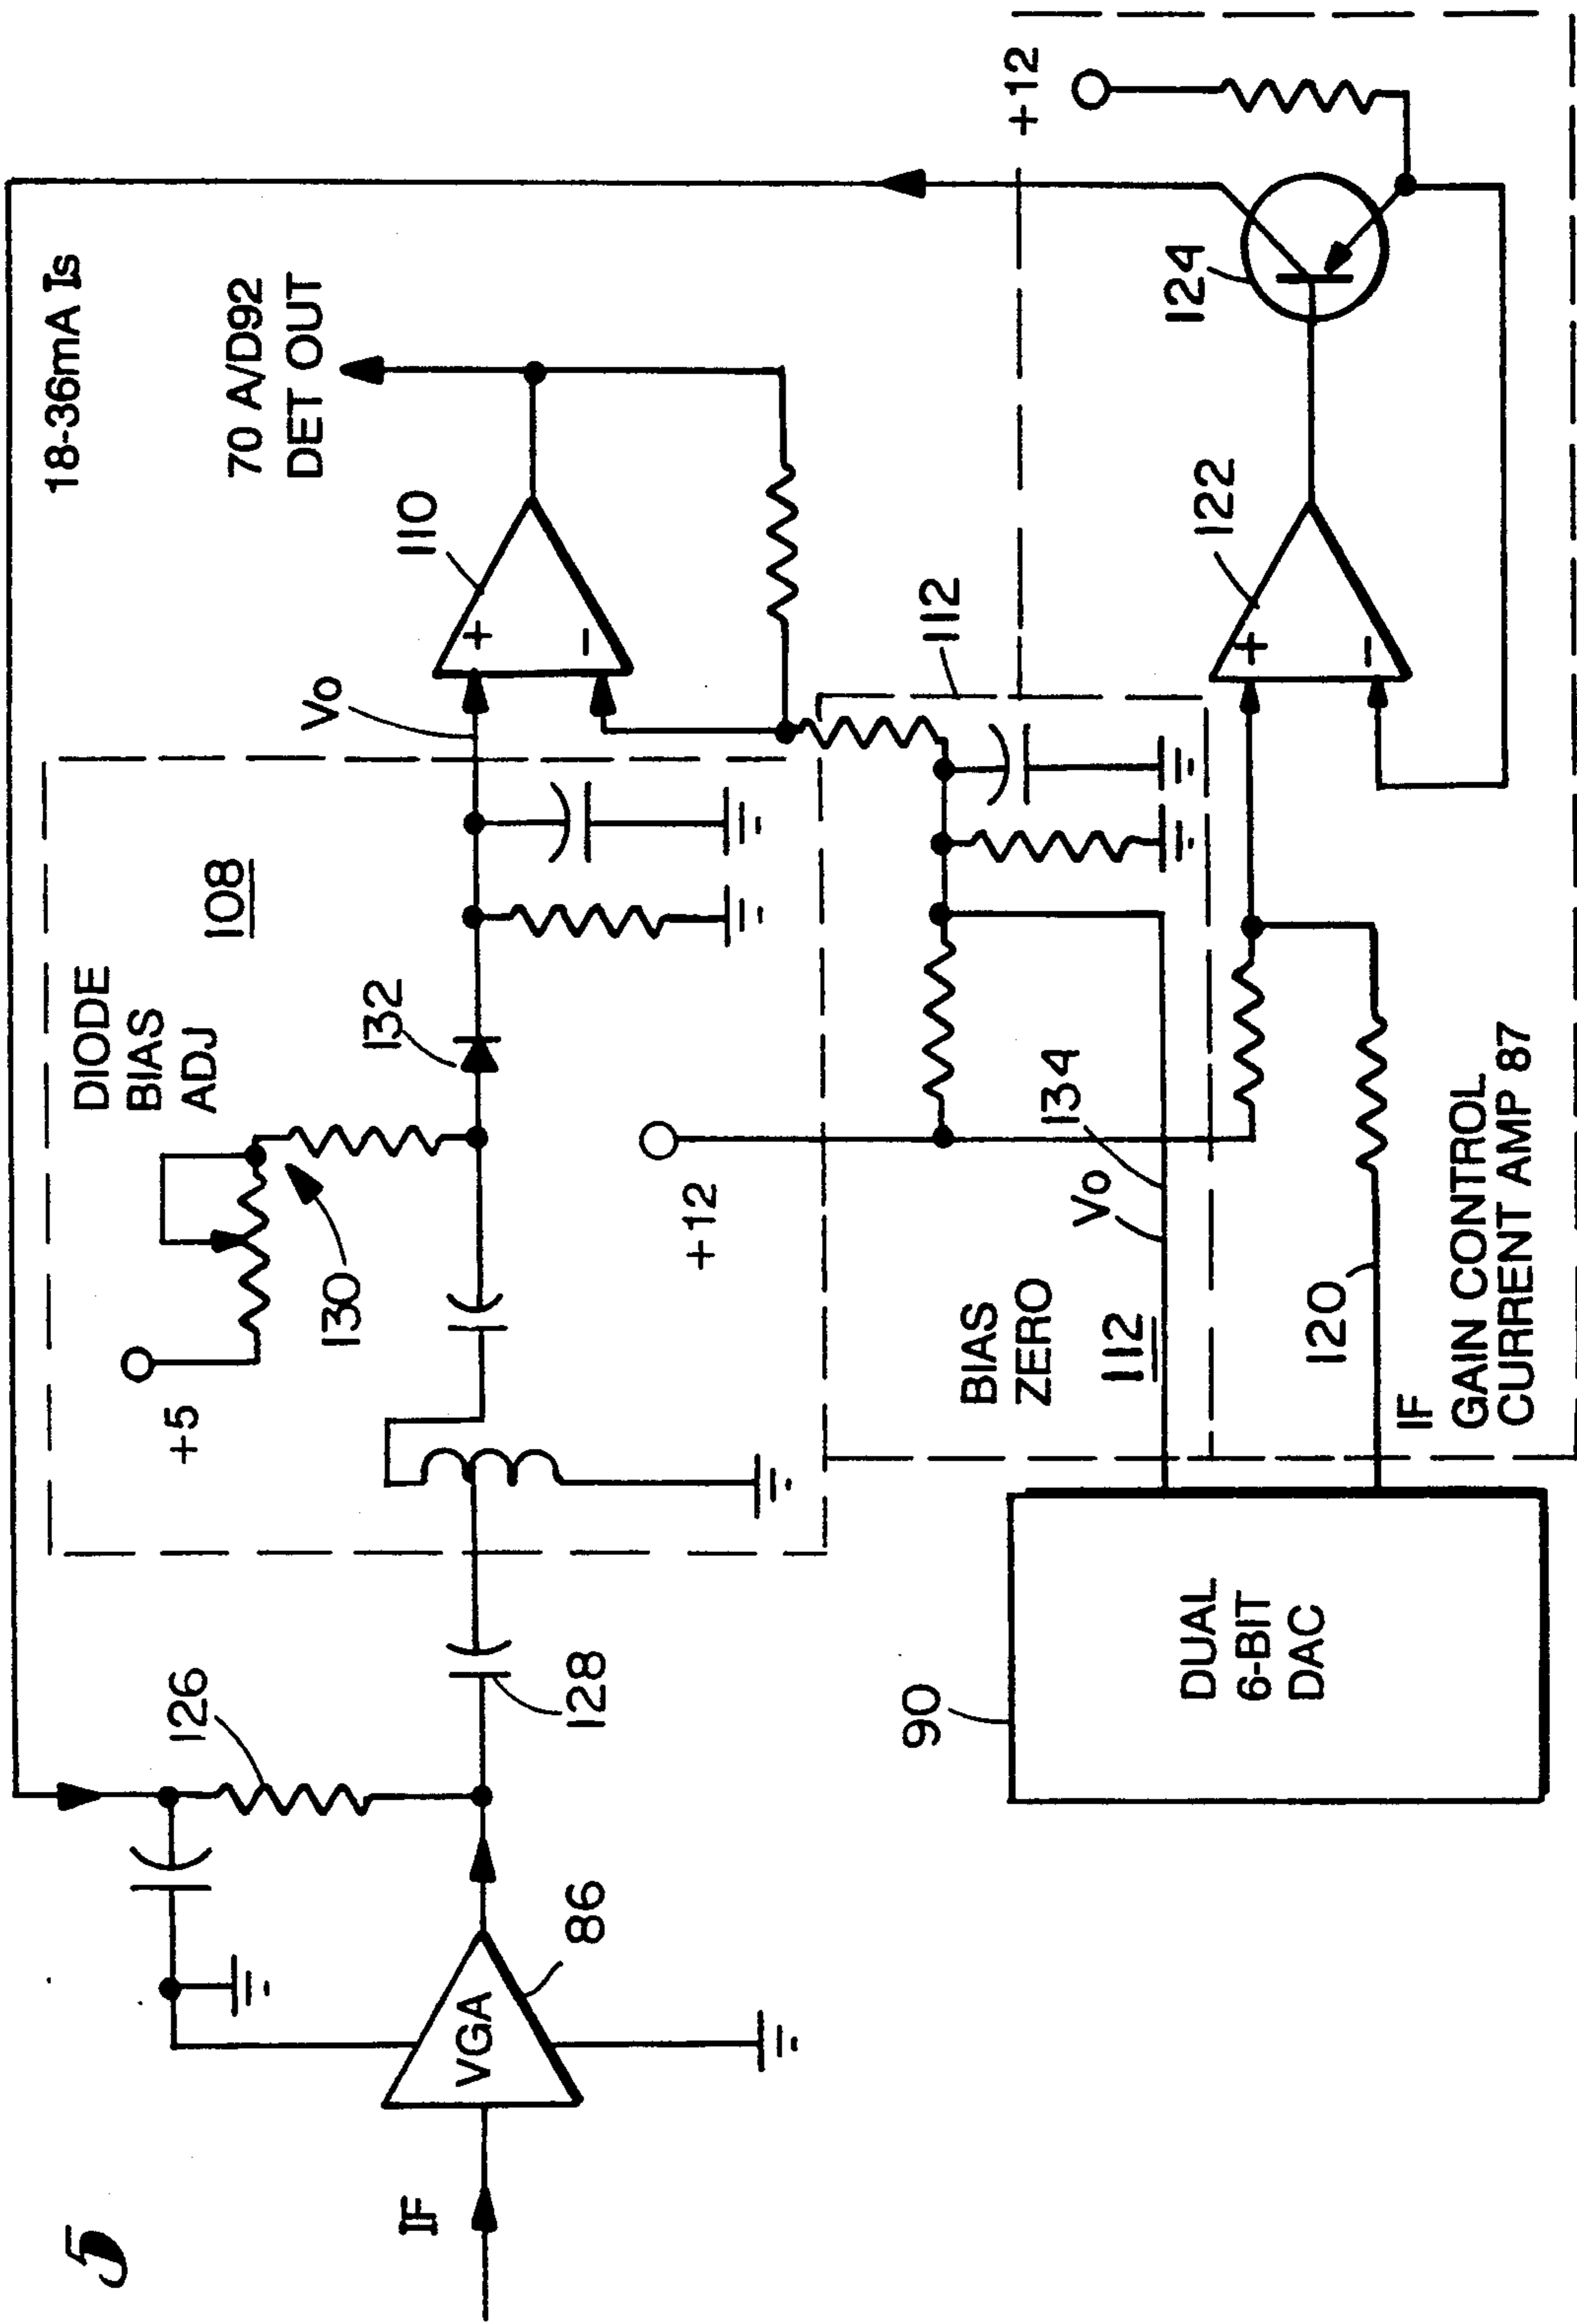 5
18-36mA Is
70 A/D92
DET OUT
DIODE
BIAS
ADJ
108
+5
130
132
Vo
110
+
-
126
128
IF
VGA
86
+12
BIAS
ZERO
112
Vo
134
112
+12
90
DUAL
6-BIT
DAC
120
IF
GAIN CONTROL
CURRENT AMP 87
122
+
-
124